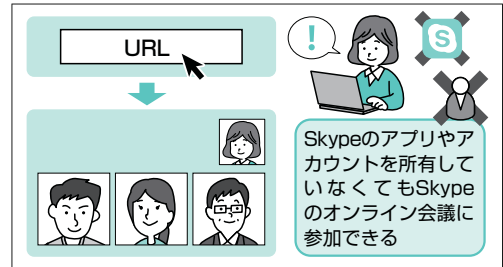 URL
!
S
Skypeのアプリやア
カウントを所有して
いなくてもSkype
のオンライン会議に
参加できる